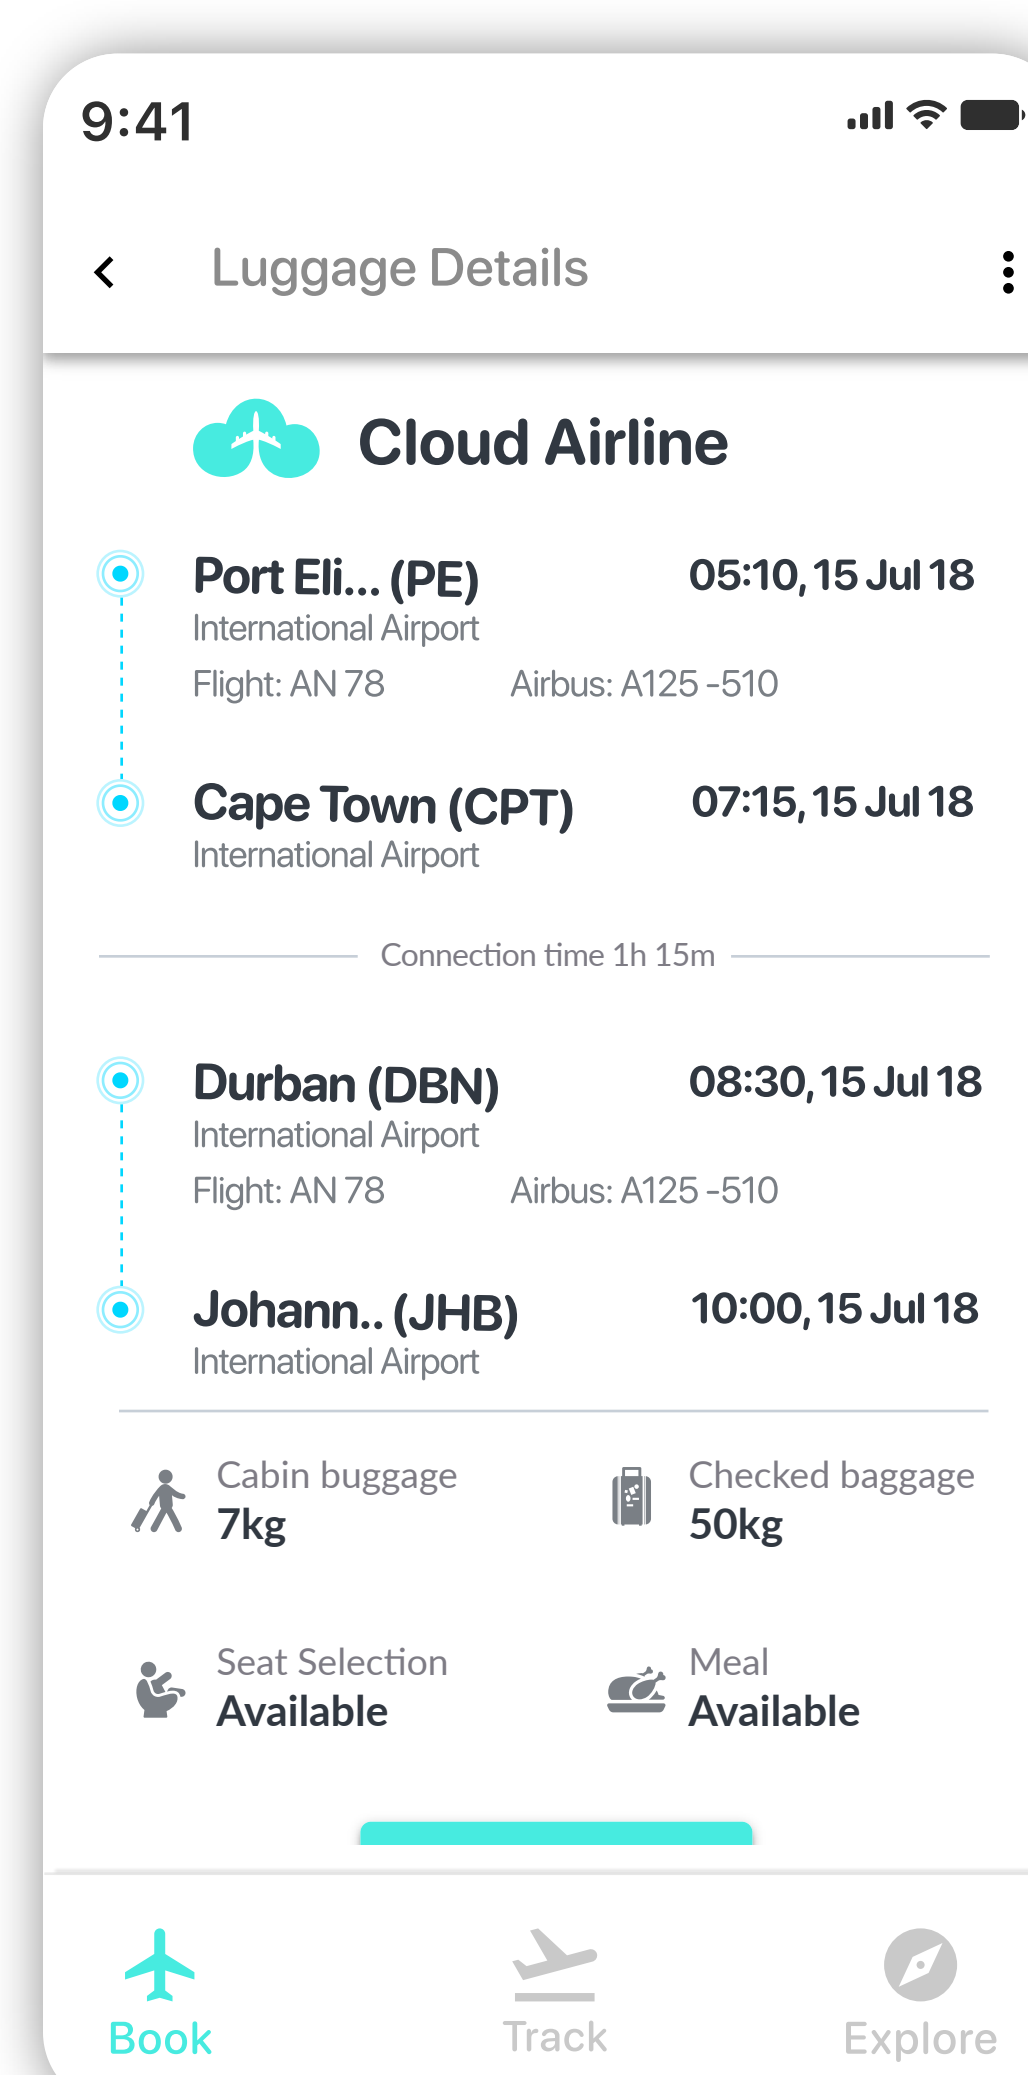 9:41
Luggage Details
Cloud Airline
Port Eli... (PE) 05:10, 15 Jul 18
International Airport
Flight: AN 78 Airbus: A125 -510
Cape Town (CPT) 07:15, 15 Jul 18
International Airport
Connection time 1h 15m
Durban (DBN) 08:30, 15 Jul 18
International Airport
Flight: AN 78 Airbus: A125 -510
Johann.. (JHB) 10:00, 15 Jul 18
International Airport
Cabin buggage Checked baggage
7kg 50kg
Seat Selection Meal
Available Available
Book Track Explore